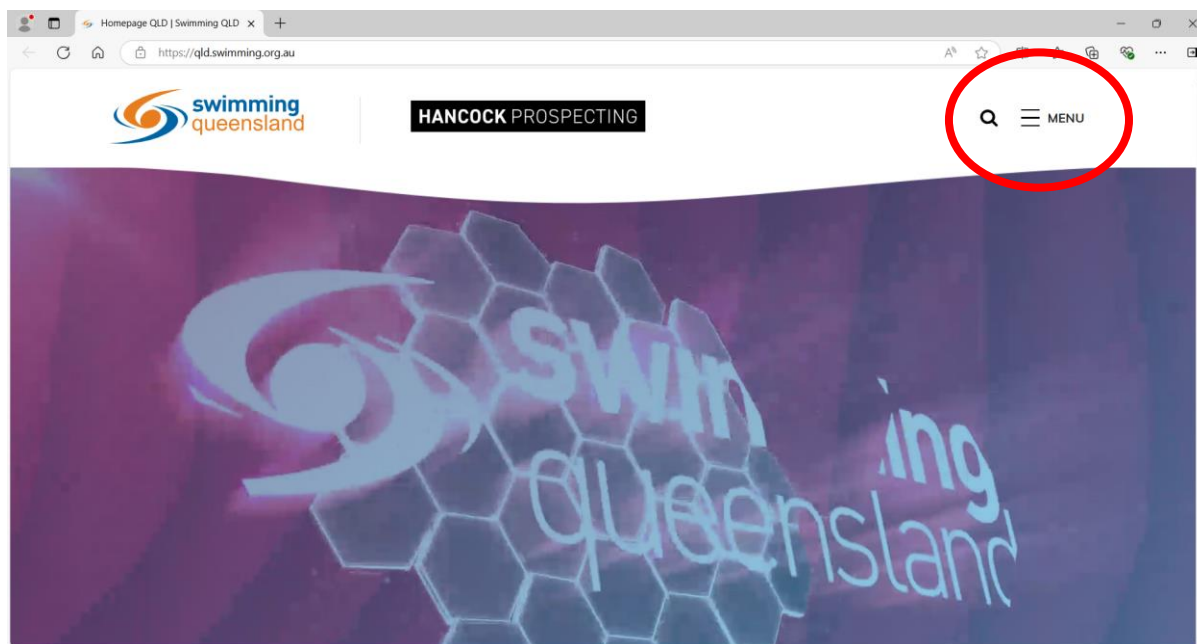 Homepage QLD | Swimming QLD
https://qld.swimming.org.au
swimming
queensland
HANCOCK PROSPECTING
MENU
swim ing
queensland